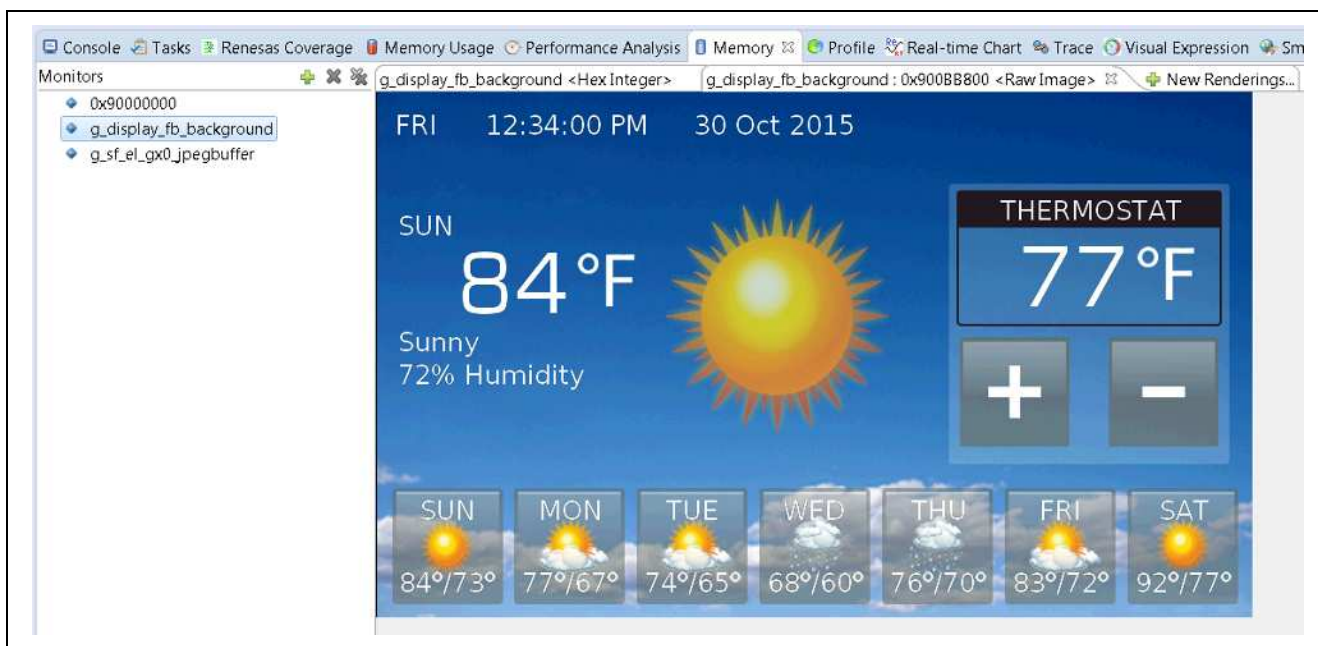 Console Tasks Renesas Coverage Memory Usage Performance Analysis Memory Profile Real-time Chart Trace Visual Expression Sm
Monitors
g_display_fb_background <Hex Integer> g_display_fb_background : 0x900BB800 <Raw Image> New Renderings...
0x90000000
g_display_fb_background
g_sf_el_gx0_jpegbuffer
FRI 12:34:00 PM 30 Oct 2015
SUN
84°F
Sunny
72% Humidity
THERMOSTAT
77°F
+ −
SUN MON TUE WED THU FRI SAT
84°/73° 77°/67° 74°/65° 68°/60° 76°/70° 83°/72° 92°/77°